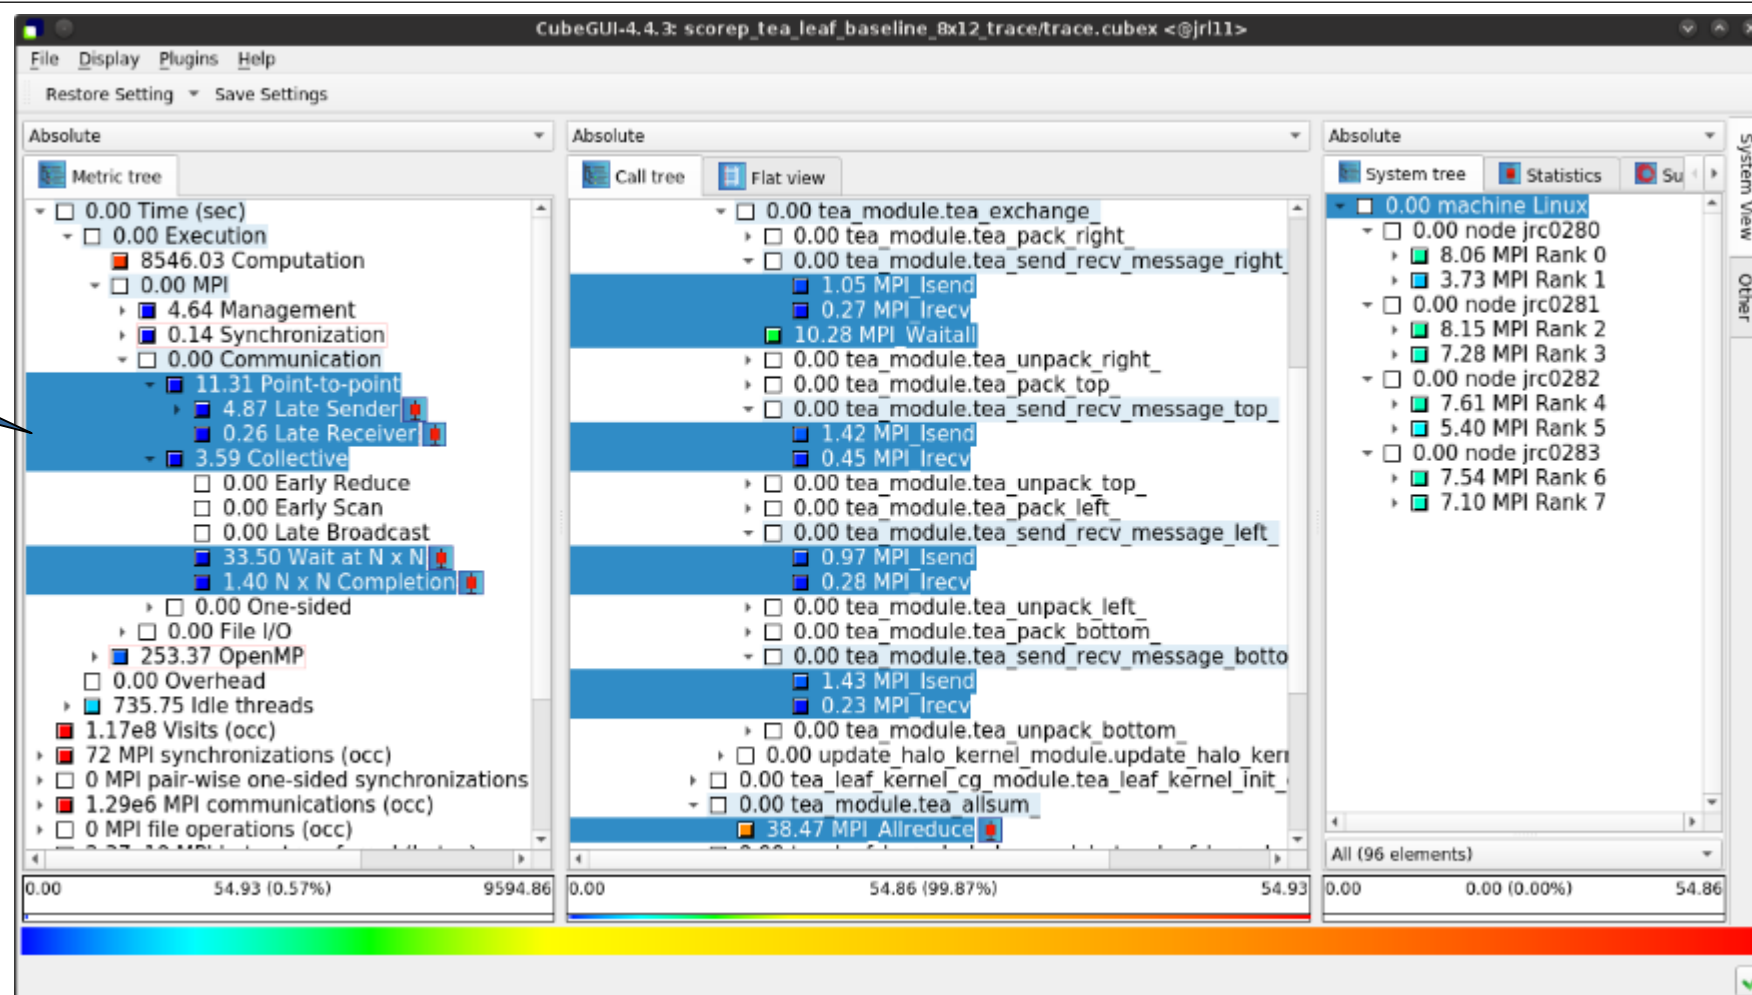 CubeGUI-4.4.3: scorep_tea_leaf_baseline_8x12_trace/trace.cubex <@jrl11>
File Display Plugins Help
Restore Setting Save Settings
Absolute
Metric tree
0.00 Time (sec)
0.00 Execution
8546.03 Computation
0.00 MPI
4.64 Management
0.14 Synchronization
0.00 Communication
11.31 Point-to-point
4.87 Late Sender
0.26 Late Receiver
3.59 Collective
0.00 Early Reduce
0.00 Early Scan
0.00 Late Broadcast
33.50 Wait at N x N
1.40 N x N Completion
0.00 One-sided
0.00 File I/O
253.37 OpenMP
0.00 Overhead
735.75 Idle threads
1.17e8 Visits (occ)
72 MPI synchronizations (occ)
0 MPI pair-wise one-sided synchronizations
1.29e6 MPI communications (occ)
0 MPI file operations (occ)
0.00 54.93 (0.57%) 9594.86
Absolute
Call tree Flat view
0.00 tea_module.tea_exchange_
0.00 tea_module.tea_pack_right_
0.00 tea_module.tea_send_recv_message_right_
1.05 MPI_Isend
0.27 MPI_Irecv
10.28 MPI_Waitall
0.00 tea_module.tea_unpack_right_
0.00 tea_module.tea_pack_top_
0.00 tea_module.tea_send_recv_message_top_
1.42 MPI_Isend
0.45 MPI_Irecv
0.00 tea_module.tea_unpack_top_
0.00 tea_module.tea_pack_left_
0.00 tea_module.tea_send_recv_message_left_
0.97 MPI_Isend
0.28 MPI_Irecv
0.00 tea_module.tea_unpack_left_
0.00 tea_module.tea_pack_bottom_
0.00 tea_module.tea_send_recv_message_botto
1.43 MPI_Isend
0.23 MPI_Irecv
0.00 tea_module.tea_unpack_bottom_
0.00 update_halo_kernel_module.update_halo_kerr
0.00 tea_leaf_kernel_cg_module.tea_leaf_kernel_init_
0.00 tea_module.tea_allsum_
38.47 MPI_Allreduce
0.00 54.86 (99.87%) 54.93
Absolute
System tree Statistics Su
0.00 machine Linux
0.00 node jrc0280
8.06 MPI Rank 0
3.73 MPI Rank 1
0.00 node jrc0281
8.15 MPI Rank 2
7.28 MPI Rank 3
0.00 node jrc0282
7.61 MPI Rank 4
5.40 MPI Rank 5
0.00 node jrc0283
7.54 MPI Rank 6
7.10 MPI Rank 7
All (96 elements)
0.00 0.00 (0.00%) 54.86
System View
Other